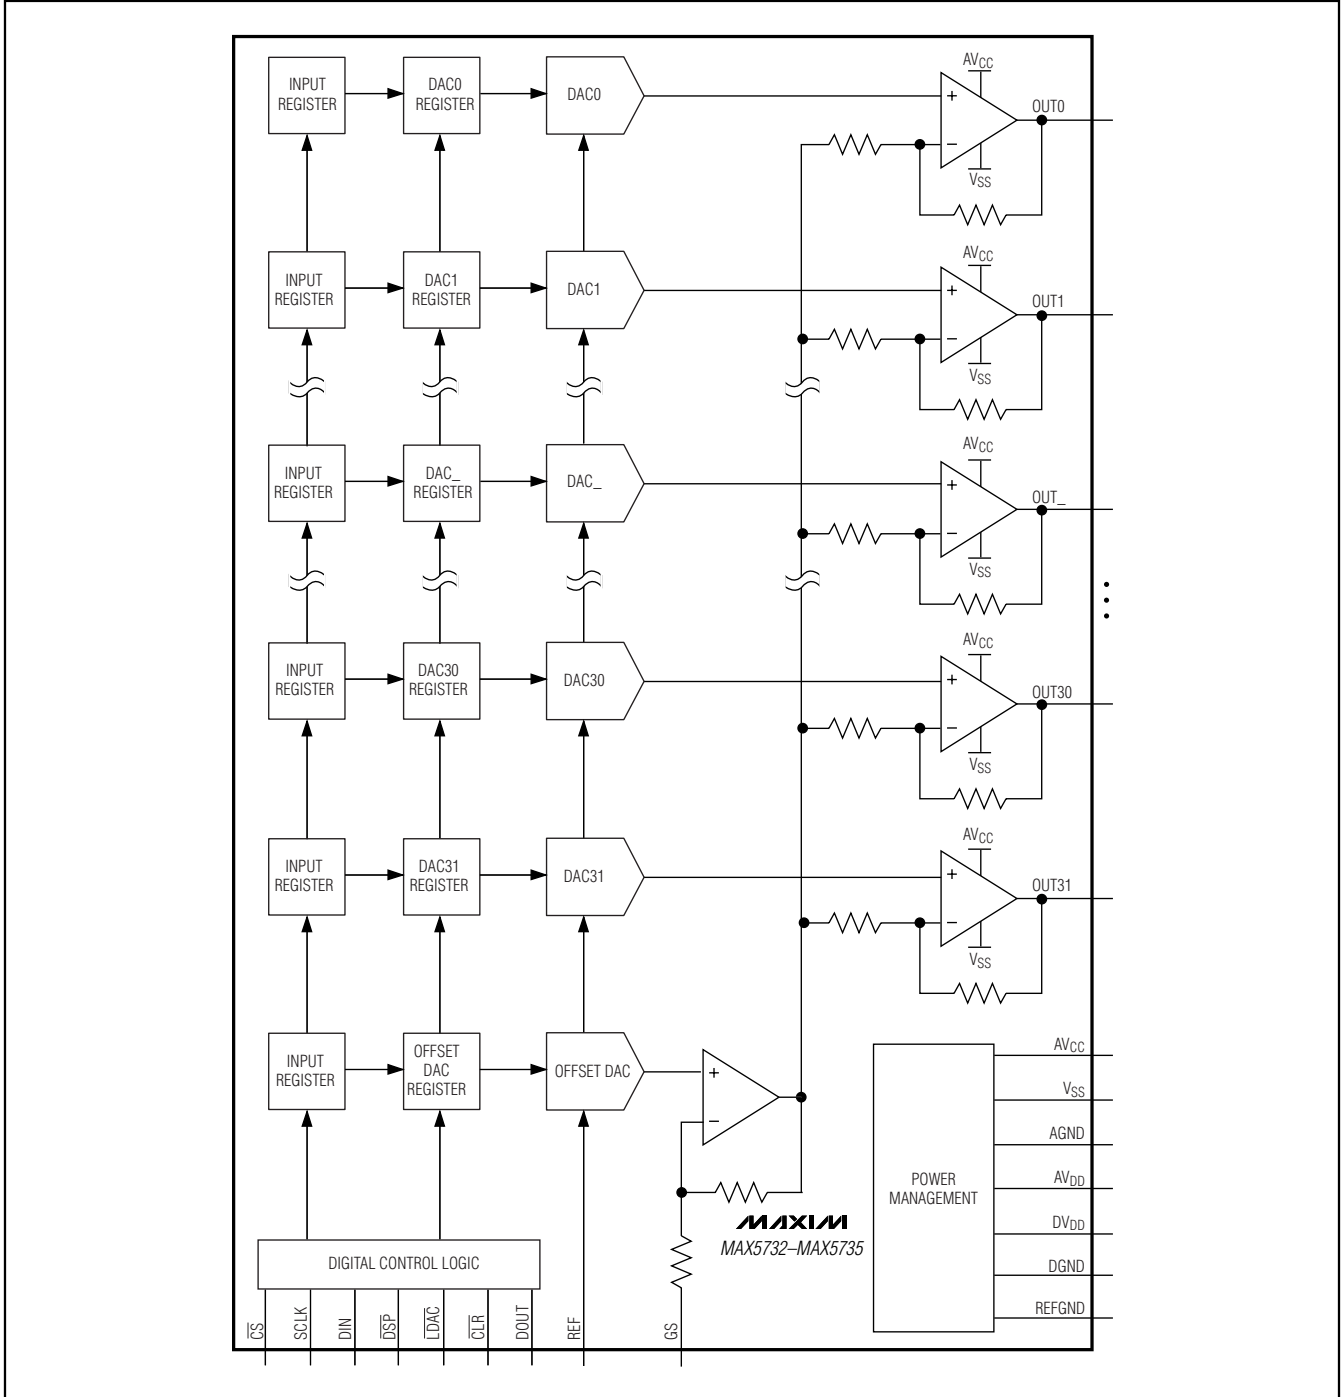 INPUT
REGISTER
DAC0
REGISTER
DAC0
AVCC
+
−
VSS
OUT0
INPUT
REGISTER
DAC1
REGISTER
DAC1
AVCC
+
−
VSS
OUT1
INPUT
REGISTER
DAC_
REGISTER
DAC_
AVCC
+
−
VSS
OUT_
INPUT
REGISTER
DAC30
REGISTER
DAC30
AVCC
+
−
VSS
OUT30
INPUT
REGISTER
DAC31
REGISTER
DAC31
AVCC
+
−
VSS
OUT31
INPUT
REGISTER
OFFSET
DAC
REGISTER
OFFSET DAC
+
−
POWER
MANAGEMENT
AVCC
VSS
AGND
AVDD
DVDD
DGND
REFGND
MAXIM
MAX5732–MAX5735
DIGITAL CONTROL LOGIC
CS
SCLK
DIN
DSP
LDAC
CLR
DOUT
REF
GS